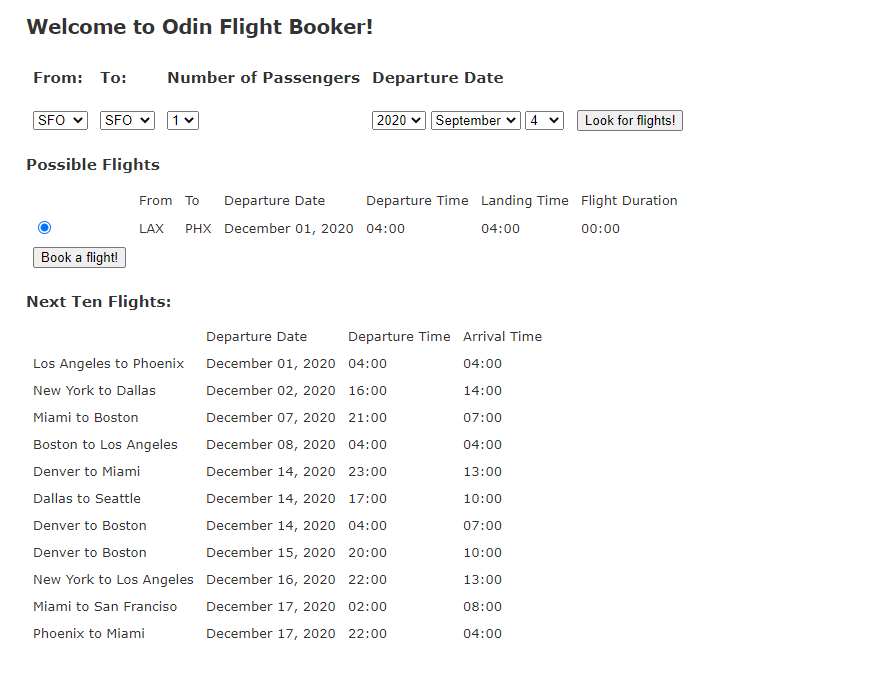 Welcome to Odin Flight Booker!
From: To: Number of Passengers Departure Date
SFO SFO 1 2020 September 4 Look for flights!
Possible Flights
From To Departure Date Departure Time Landing Time Flight Duration
LAX PHX December 01, 2020 04:00 04:00 00:00
Book a flight!
Next Ten Flights:
Departure Date Departure Time Arrival Time
Los Angeles to Phoenix December 01, 2020 04:00 04:00
New York to Dallas December 02, 2020 16:00 14:00
Miami to Boston December 07, 2020 21:00 07:00
Boston to Los Angeles December 08, 2020 04:00 04:00
Denver to Miami December 14, 2020 23:00 13:00
Dallas to Seattle December 14, 2020 17:00 10:00
Denver to Boston December 14, 2020 04:00 07:00
Denver to Boston December 15, 2020 20:00 10:00
New York to Los Angeles December 16, 2020 22:00 13:00
Miami to San Franciso December 17, 2020 02:00 08:00
Phoenix to Miami December 17, 2020 22:00 04:00